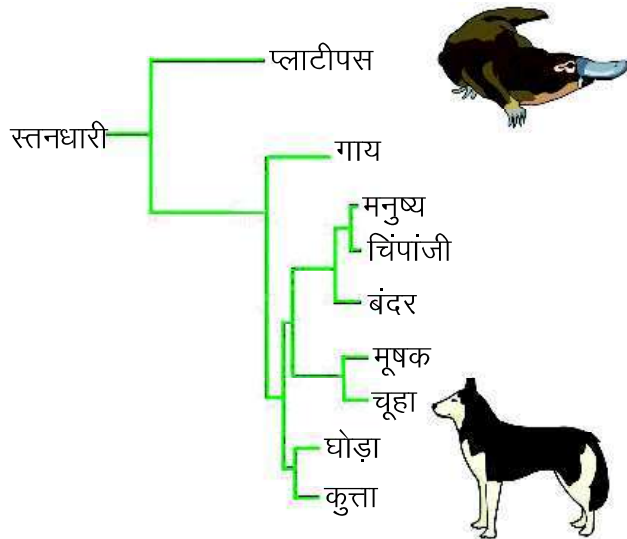 प्लाटीपस
स्तनधारी
गाय
मनुष्य
चिंपांजी
बंदर
मूषक
चूहा
घोड़ा
कुत्ता